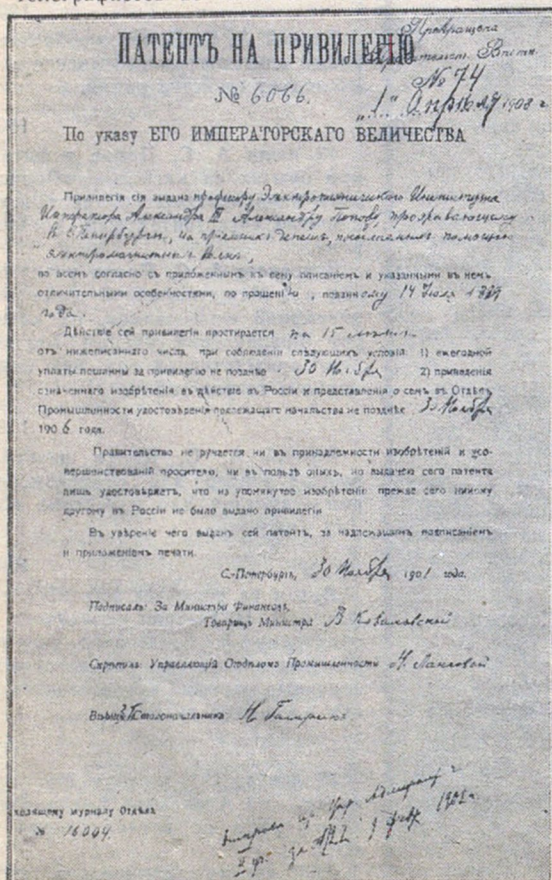 ПАТЕНТЪ НА ПРИВИЛЕГІЮ
Прекращена
№ 74
№ 6066.
„1“ Апрѣля 1908 г
По указу ЕГО ИМПЕРАТОРСКАГО ВЕЛИЧЕСТВА
Привилегія сія выдана профессору Электротехническаго Института
Императора Александра III Александру Попову, проживающему
въ С.Петербургѣ, на приемникъ депешъ, посылаемыхъ помощью
электромагнитныхъ волнъ,
во всемъ согласно съ приложеннымъ къ сему описаніемъ и указанными въ немъ
отличительными особенностями, по прошенію, поданному 14 Іюля 1899
года.
Дѣйствіе сей привилегіи простирается на 15 лѣтъ
отъ нижеписаннаго числа, при соблюденіи слѣдующихъ условій: 1) ежегодной
уплаты пошлины за привилегію не позднѣе 30 Ноября 2) приведенія
означеннаго изобрѣтенія въ дѣйствіе въ Россіи и представленія о семъ въ Отдѣлъ
Промышленности удостовѣренія подлежащаго начальства не позднѣе 30 Ноября
1906 года.
Правительство не ручается ни въ принадлежности изобрѣтеній и усо-
вершенствованій просителю, ни въ пользѣ оныхъ, но выдачею сего патента
лишь удостовѣряетъ, что на упомянутое изобрѣтеніе прежде сего никому
другому въ Россіи не было выдано привилегіи
Въ увѣреніе чего выданъ сей патентъ, за надлежащимъ подписаніемъ
и приложеніемъ печати.
С.-Петербургъ, 30 Ноября 1901 года.
Подписалъ: За Министра Финансовъ,
Товарищъ Министра В Ковалевской
Скрѣпилъ: Управляющій Отдѣломъ Промышленности Н. Ланговой
Столоначальника
входящему журналу Отдѣла
№ 16004.